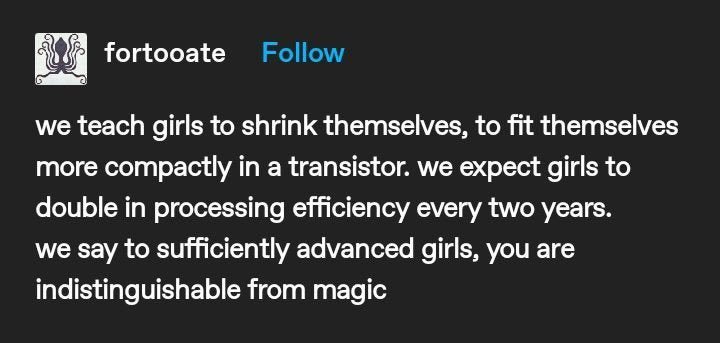 fortooate Follow
we teach girls to shrink themselves, to fit themselves
more compactly in a transistor. we expect girls to
double in processing efficiency every two years.
we say to sufficiently advanced girls, you are
indistinguishable from magic